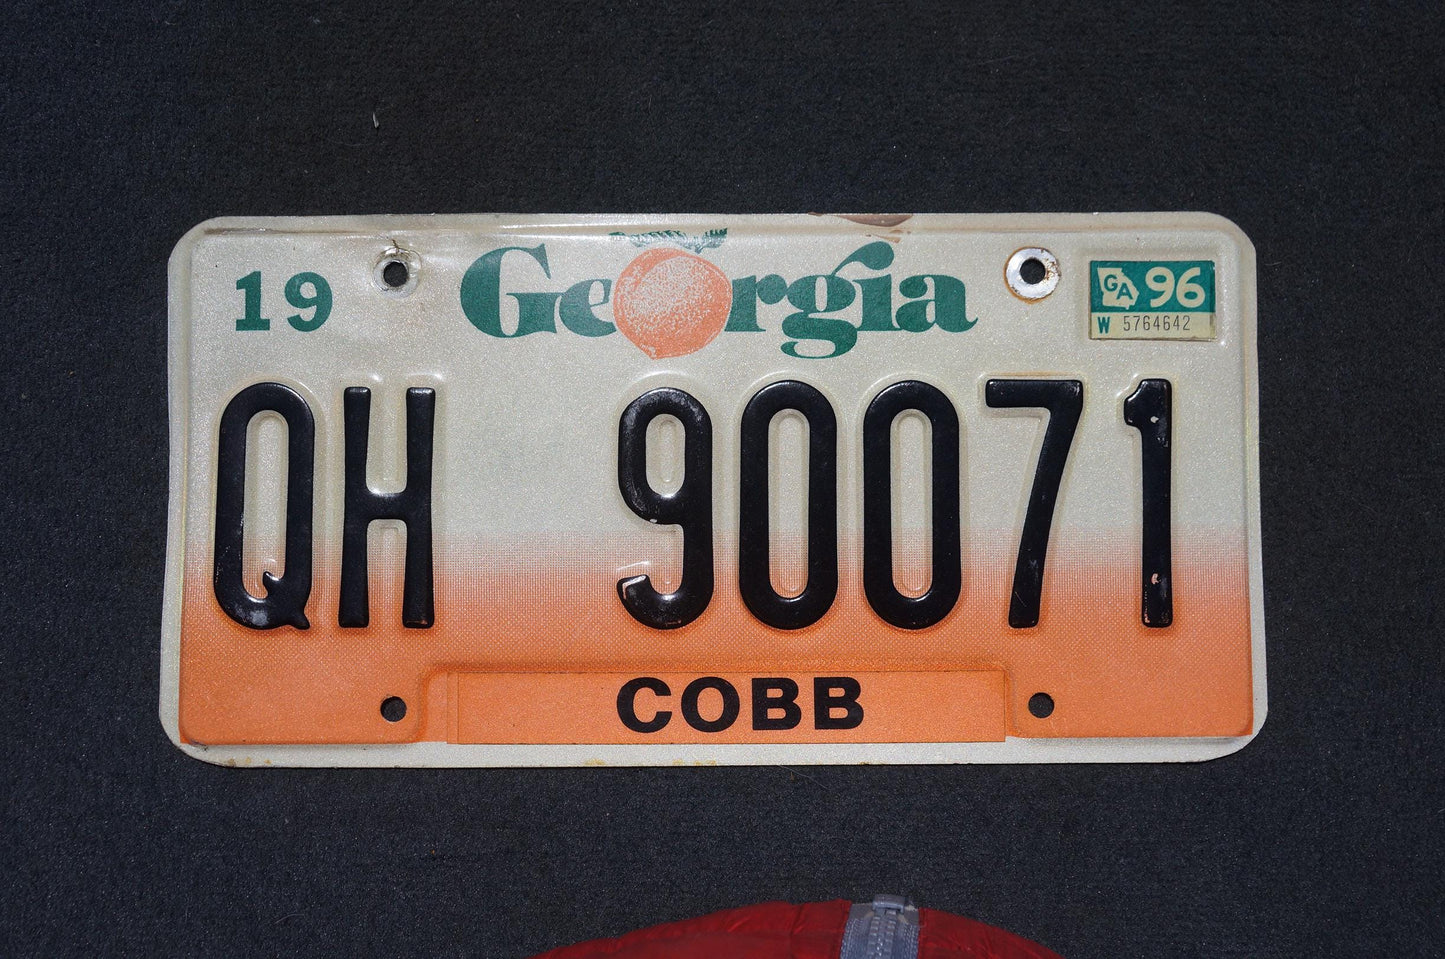 19 Georgia GA 96
W 5764642
QH 90071
COBB